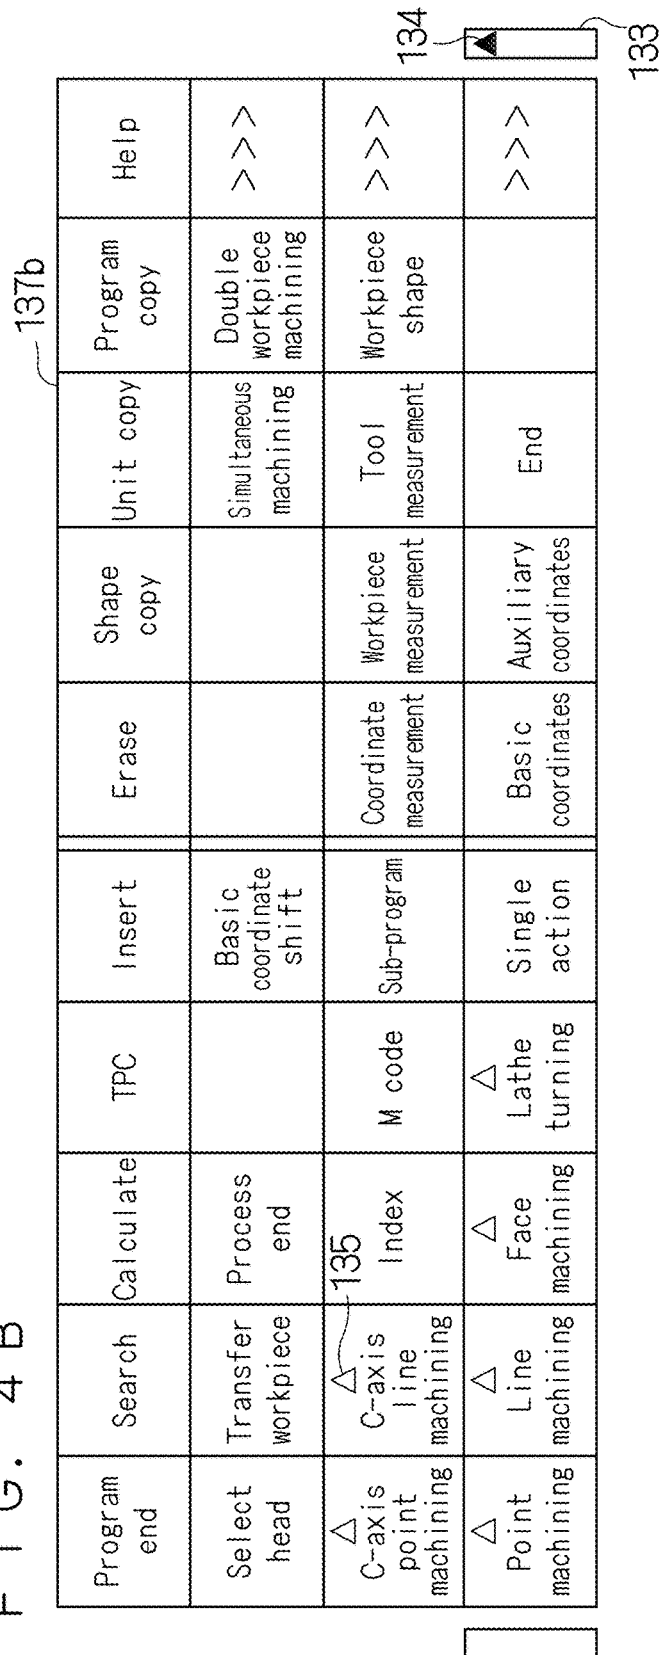 FIG. 4B
137b
Program
end
Search
Calculate
TPC
Insert
Erase
Shape
copy
Unit copy
Program
copy
Help
Select
head
Transfer
workpiece
Process
end
Basic
coordinate
shift
Simultaneous
machining
Double
workpiece
machining
>>>
135
△
C-axis
point
machining
△
C-axis
line
machining
Index
M code
Sub-program
Coordinate
measurement
Workpiece
measurement
Tool
measurement
Workpiece
shape
>>>
134
△
Point
machining
△
Line
machining
△
Face
machining
△
Lathe
turning
Single
action
Basic
coordinates
Auxiliary
coordinates
End
>>>
▲
133